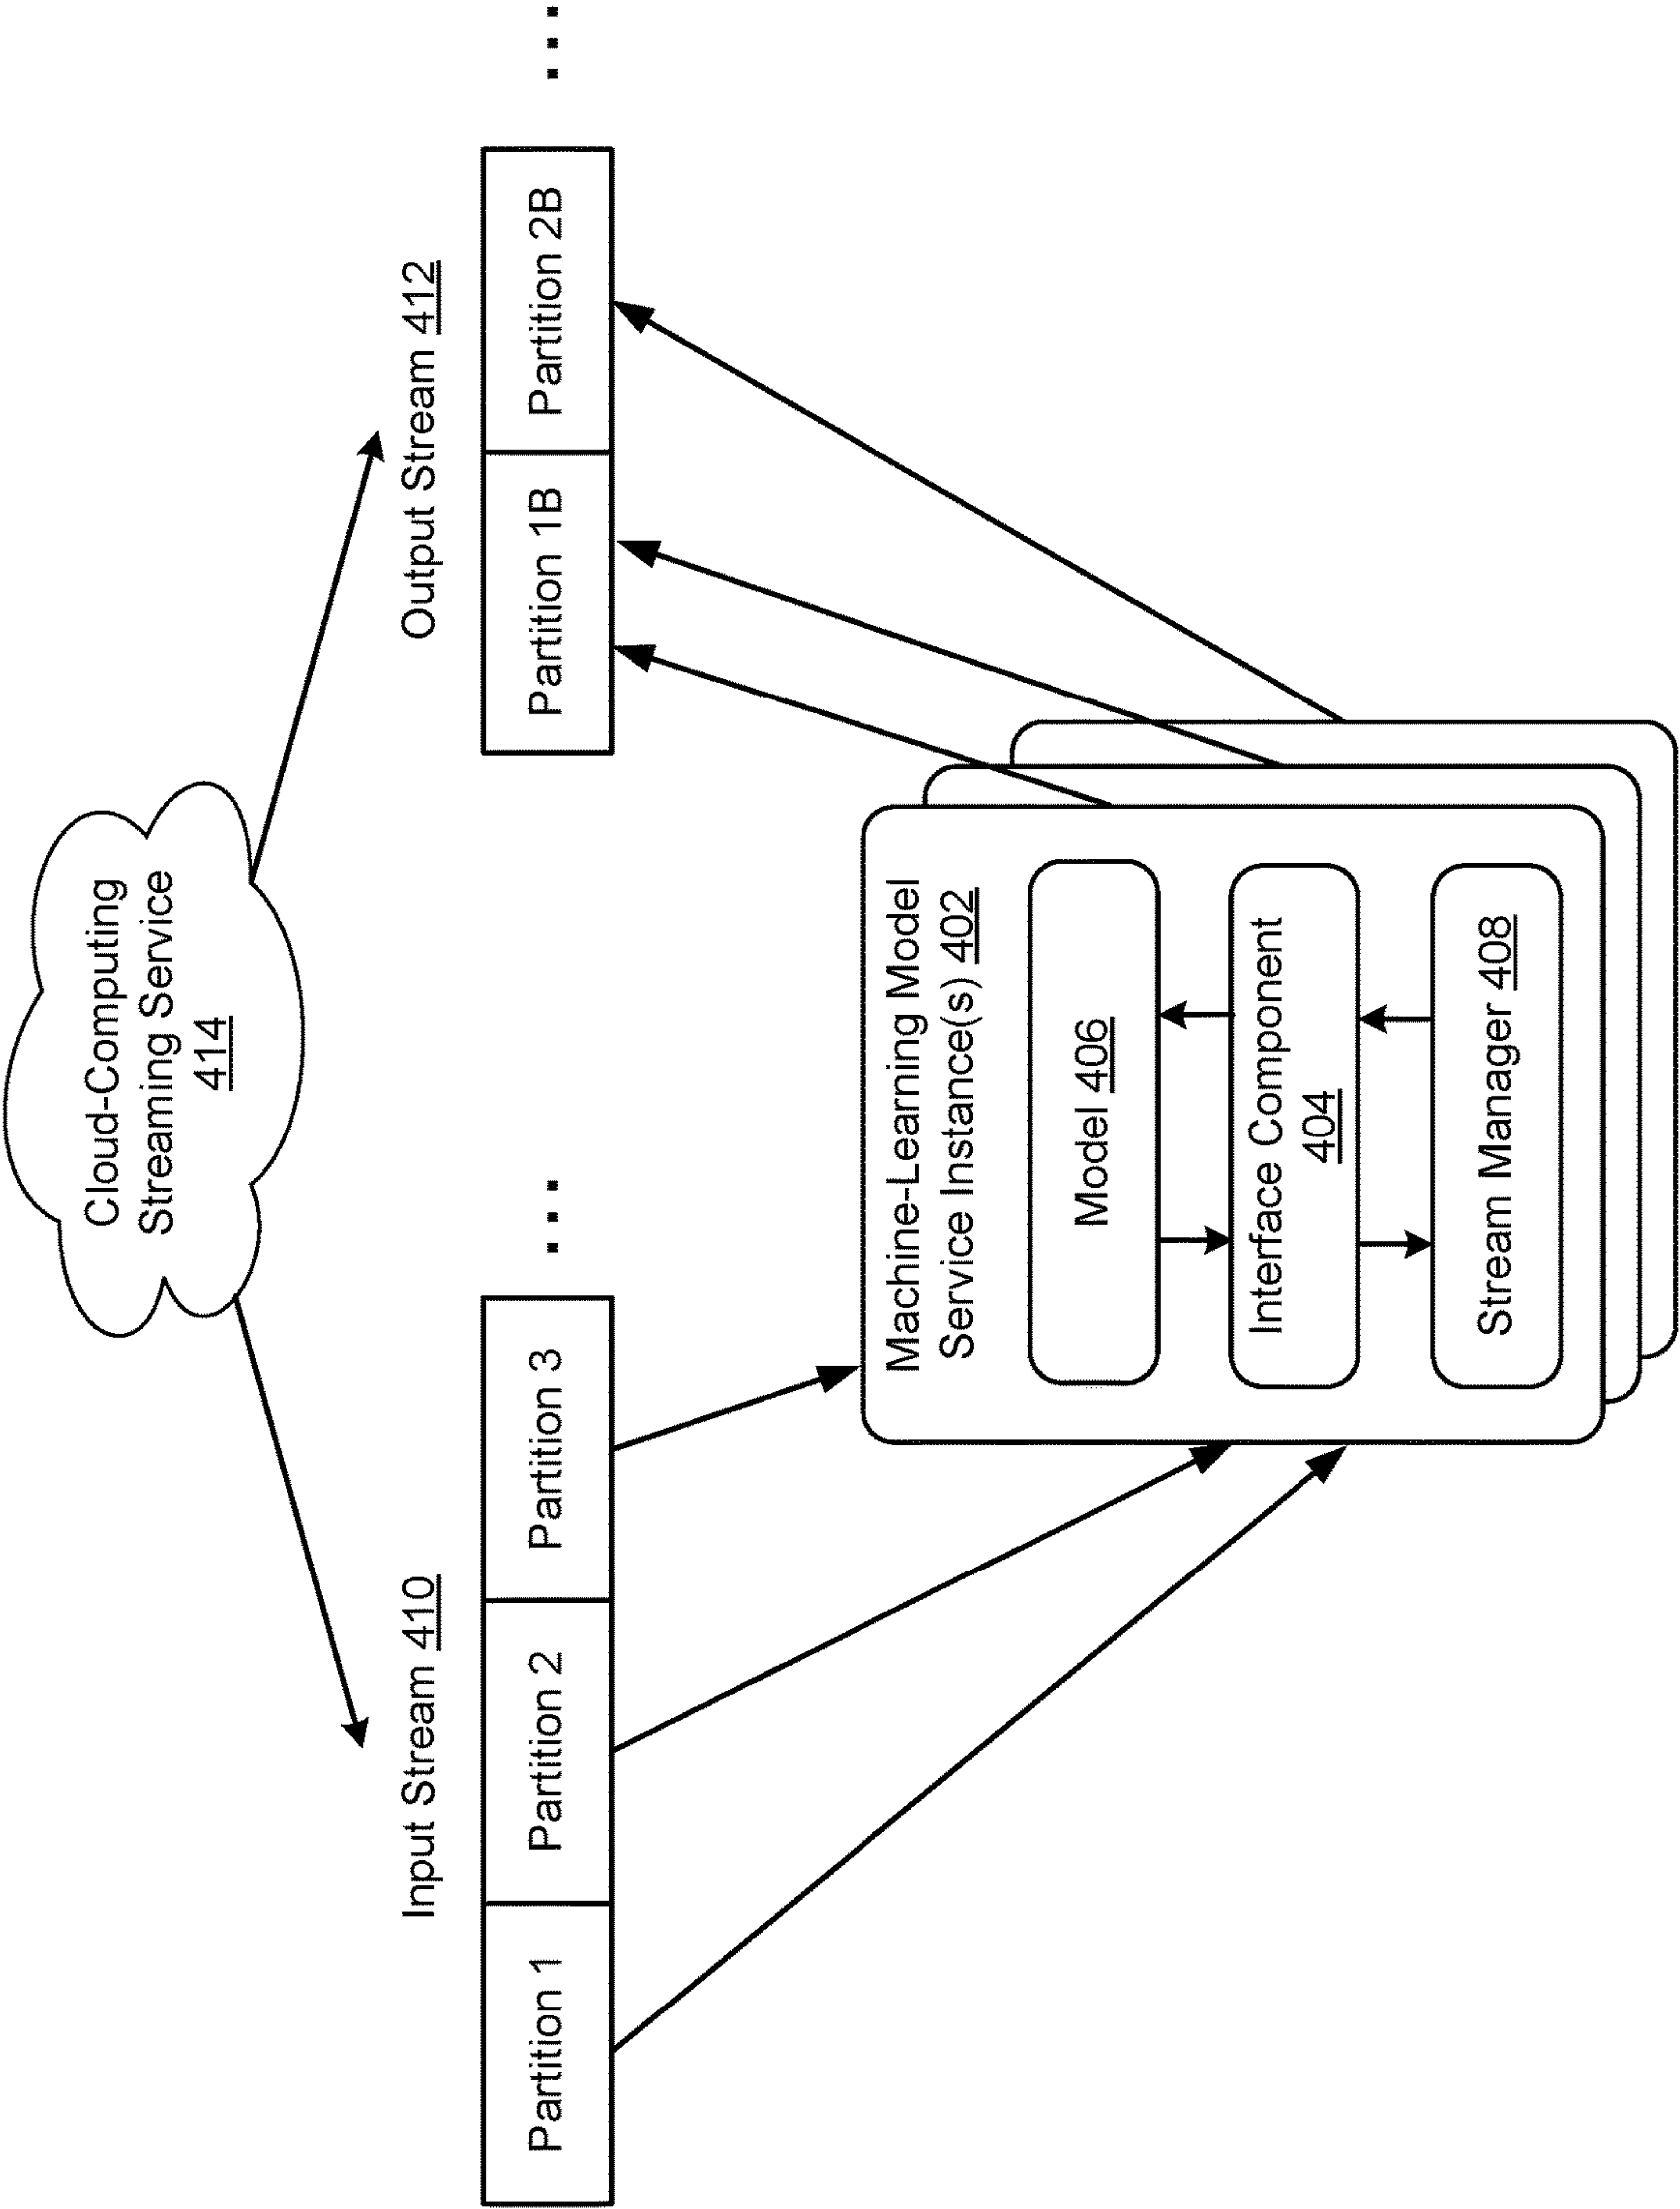 Cloud-Computing
Streaming Service
414
Input Stream 410
Output Stream 412
Partition 1
Partition 2
Partition 3
...
Partition 1B
Partition 2B
...
Machine-Learning Model
Service Instance(s) 402
Model 406
Interface Component
404
Stream Manager 408